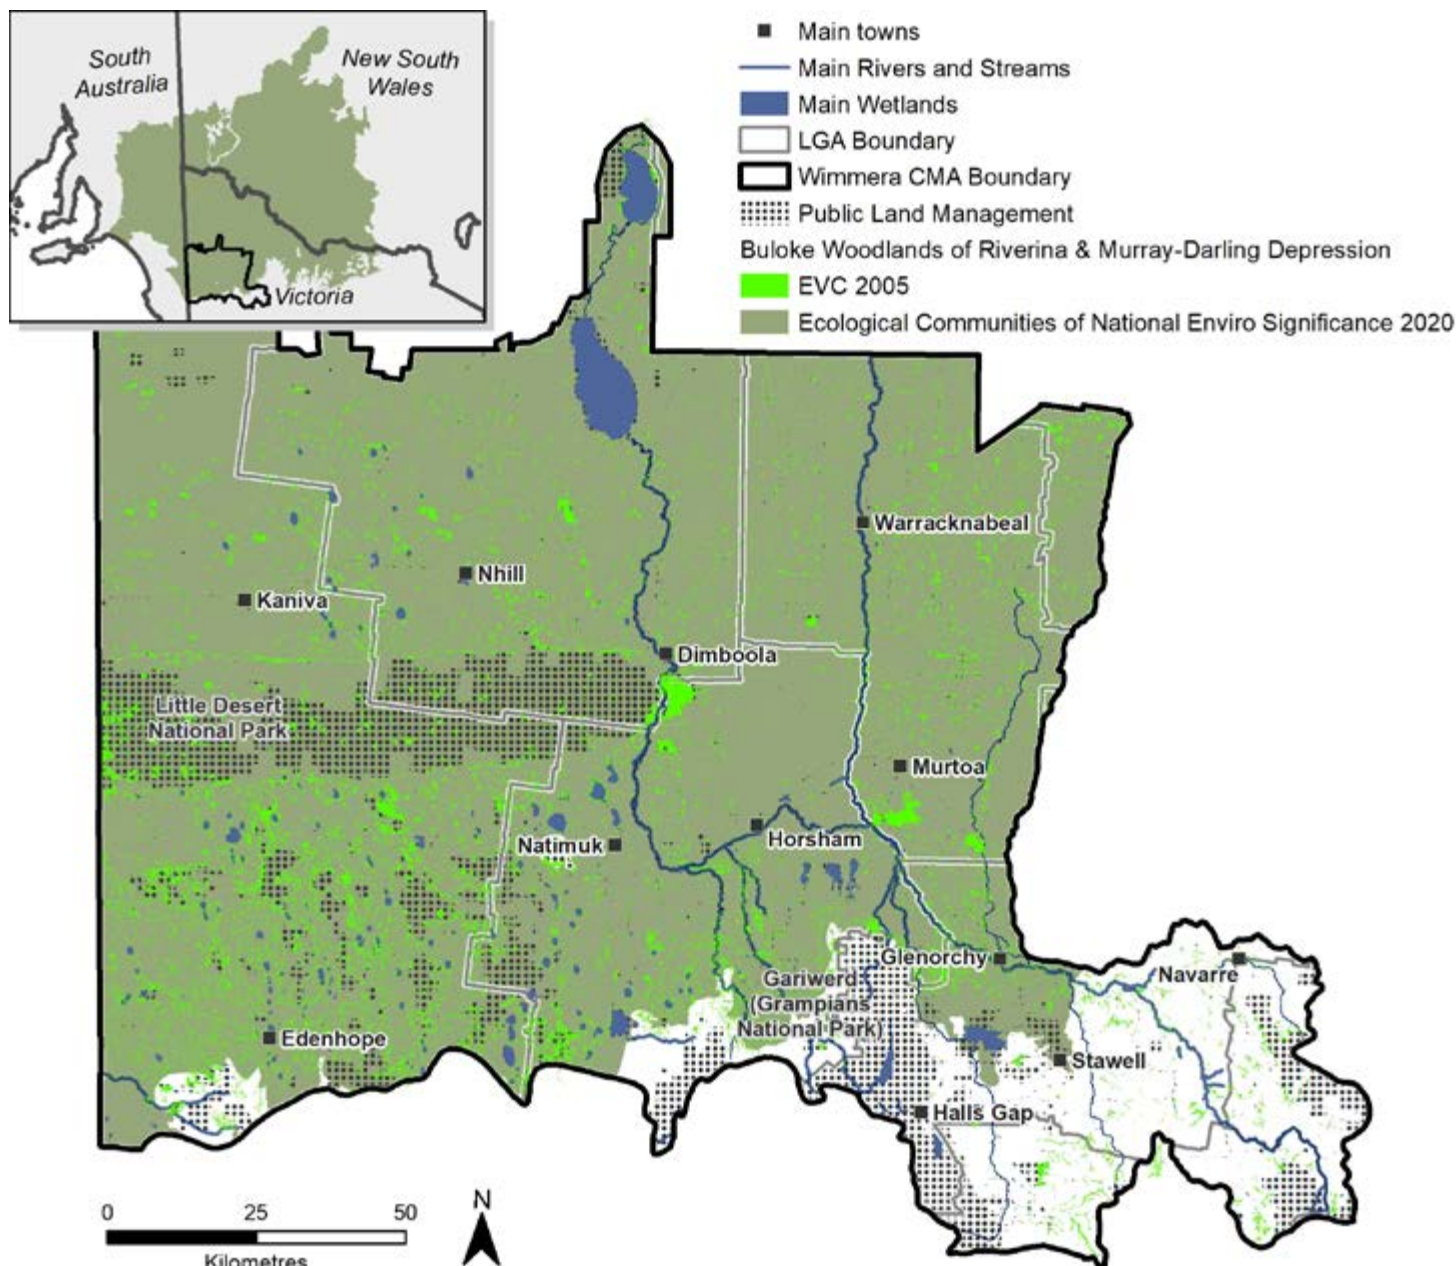 South
Australia
New South
Wales
Victoria
Main towns
Main Rivers and Streams
Main Wetlands
LGA Boundary
Wimmera CMA Boundary
Public Land Management
Buloke Woodlands of Riverina & Murray-Darling Depression
EVC 2005
Ecological Communities of National Enviro Significance 2020
Warracknabeal
Nhill
Kaniva
Dimboola
Little Desert
National Park
Murtoa
Horsham
Natimuk
Glenorchy
Navarre
Gariwerd
(Grampians
National Park)
Edenhope
Stawell
Halls Gap
N
0 25 50
Kilometres